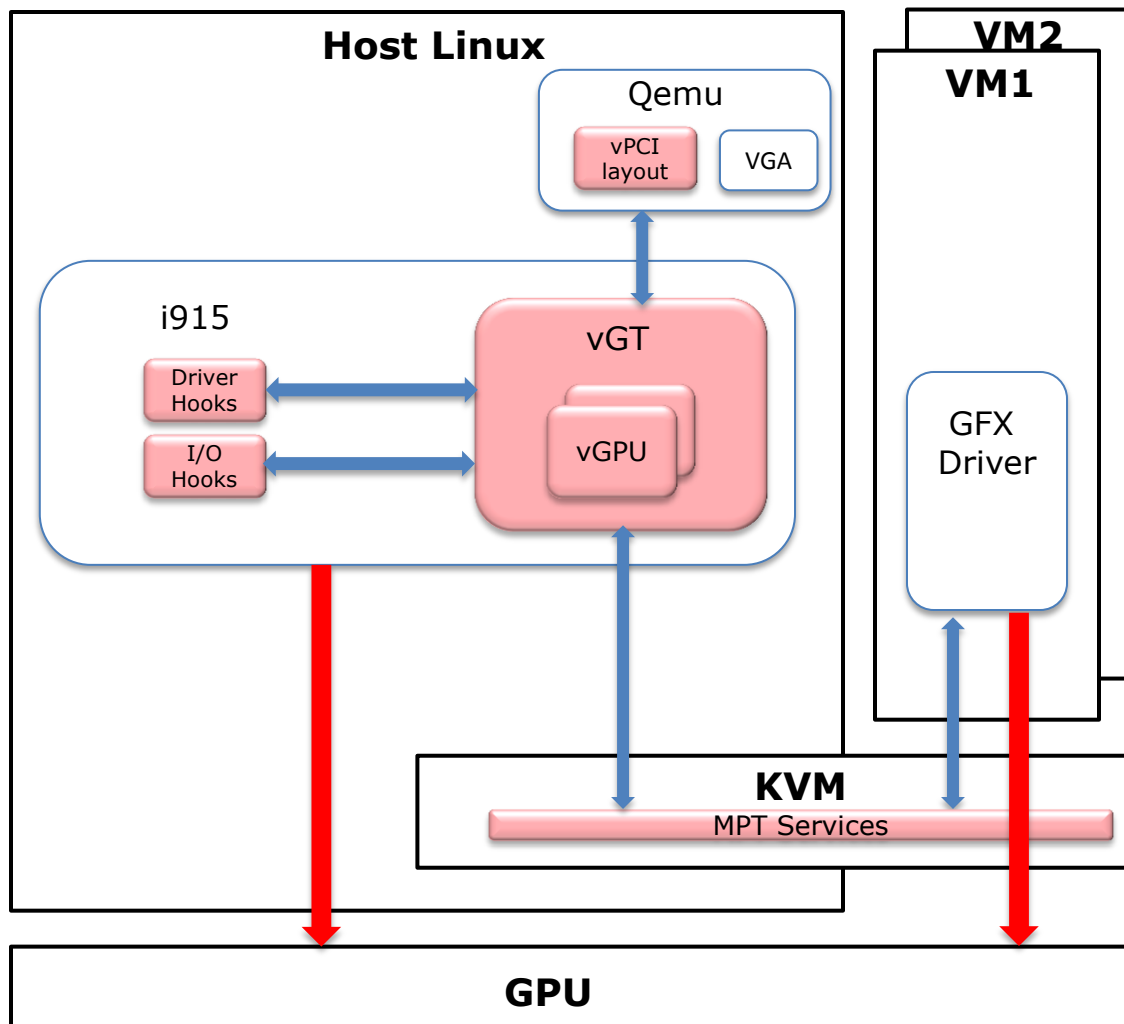 Host Linux
Qemu
vPCI
layout
VGA
i915
Driver
Hooks
I/O
Hooks
vGT
vGPU
VM2
VM1
GFX
Driver
KVM
MPT Services
GPU